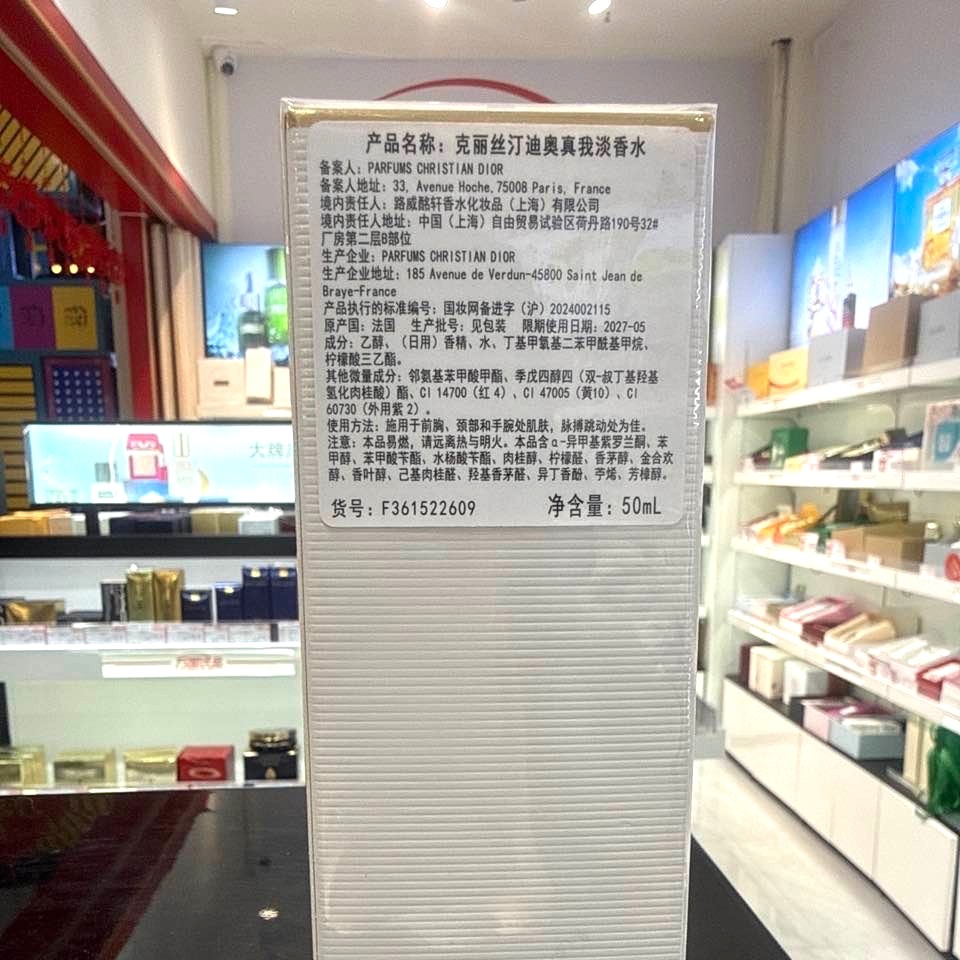 产品名称：克丽丝汀迪奥真我淡香水
备案人：PARFUMS CHRISTIAN DIOR
备案人地址：33, Avenue Hoche,75008 Paris, France
境内责任人：路威酩轩香水化妆品（上海）有限公司
境内责任人地址：中国（上海）自由贸易试验区荷丹路190号32#
厂房第二层B部位
生产企业：PARFUMS CHRISTIAN DIOR
生产企业地址：185 Avenue de Verdun-45800 Saint Jean de
Braye-France
产品执行的标准编号：国妆网备进字（沪）2024002115
原产国：法国 生产批号：见包装 限期使用日期：2027-05
成分：乙醇、（日用）香精、水、丁基甲氧基二苯甲酰基甲烷、
柠檬酸三乙酯。
其他微量成分：邻氨基苯甲酸甲酯、季戊四醇四（双-叔丁基羟基
氢化肉桂酸）酯、CI 14700（红 4）、CI 47005（黄10）、CI
60730（外用紫 2）。
使用方法：施用于前胸、颈部和手腕处肌肤，脉搏跳动处为佳。
注意：本品易燃，请远离热与明火。本品含α-异甲基紫罗兰酮、苯
甲醇、苯甲酸苄酯、水杨酸苄酯、肉桂醇、柠檬醛、香茅醇、金合欢
醇、香叶醇、己基肉桂醛、羟基香茅醛、异丁香酚、苧烯、芳樟醇。
货号：F361522609 净含量：50mL
大牌